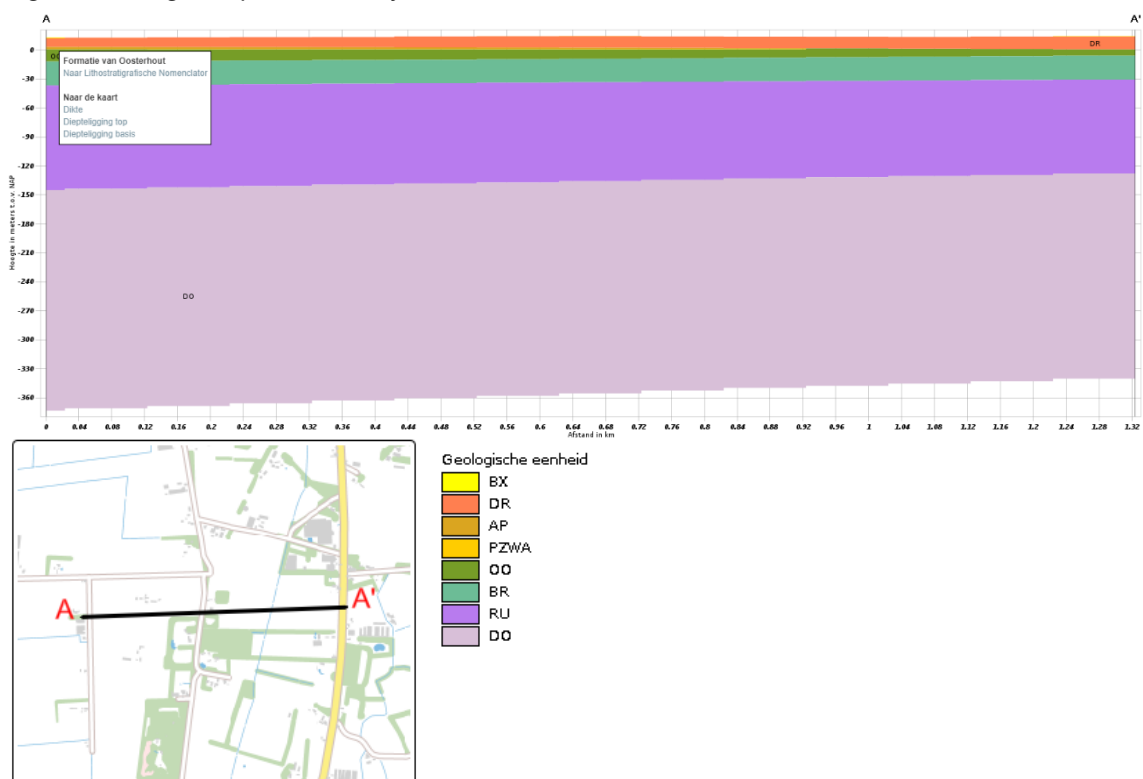 A A'
0
-30
-60
-90
-120
-150
-180
-210
-240
-270
-300
-330
-360
Hoogte in meters t.o.v. NAP
DR
Formatie van Oosterhout
Naar Lithostratigrafische Nomenclator
Naar de kaart
Dikte
Diepteligging top
Diepteligging basis
DO
0 0.04 0.08 0.12 0.16 0.2 0.24 0.28 0.32 0.36 0.4 0.44 0.48 0.52 0.56 0.6 0.64 0.68 0.72 0.76 0.8 0.84 0.88 0.92 0.96 1 1.04 1.08 1.12 1.16 1.2 1.24 1.28 1.32
Afstand in km
A A'
Geologische eenheid
BX
DR
AP
PZWA
OO
BR
RU
DO